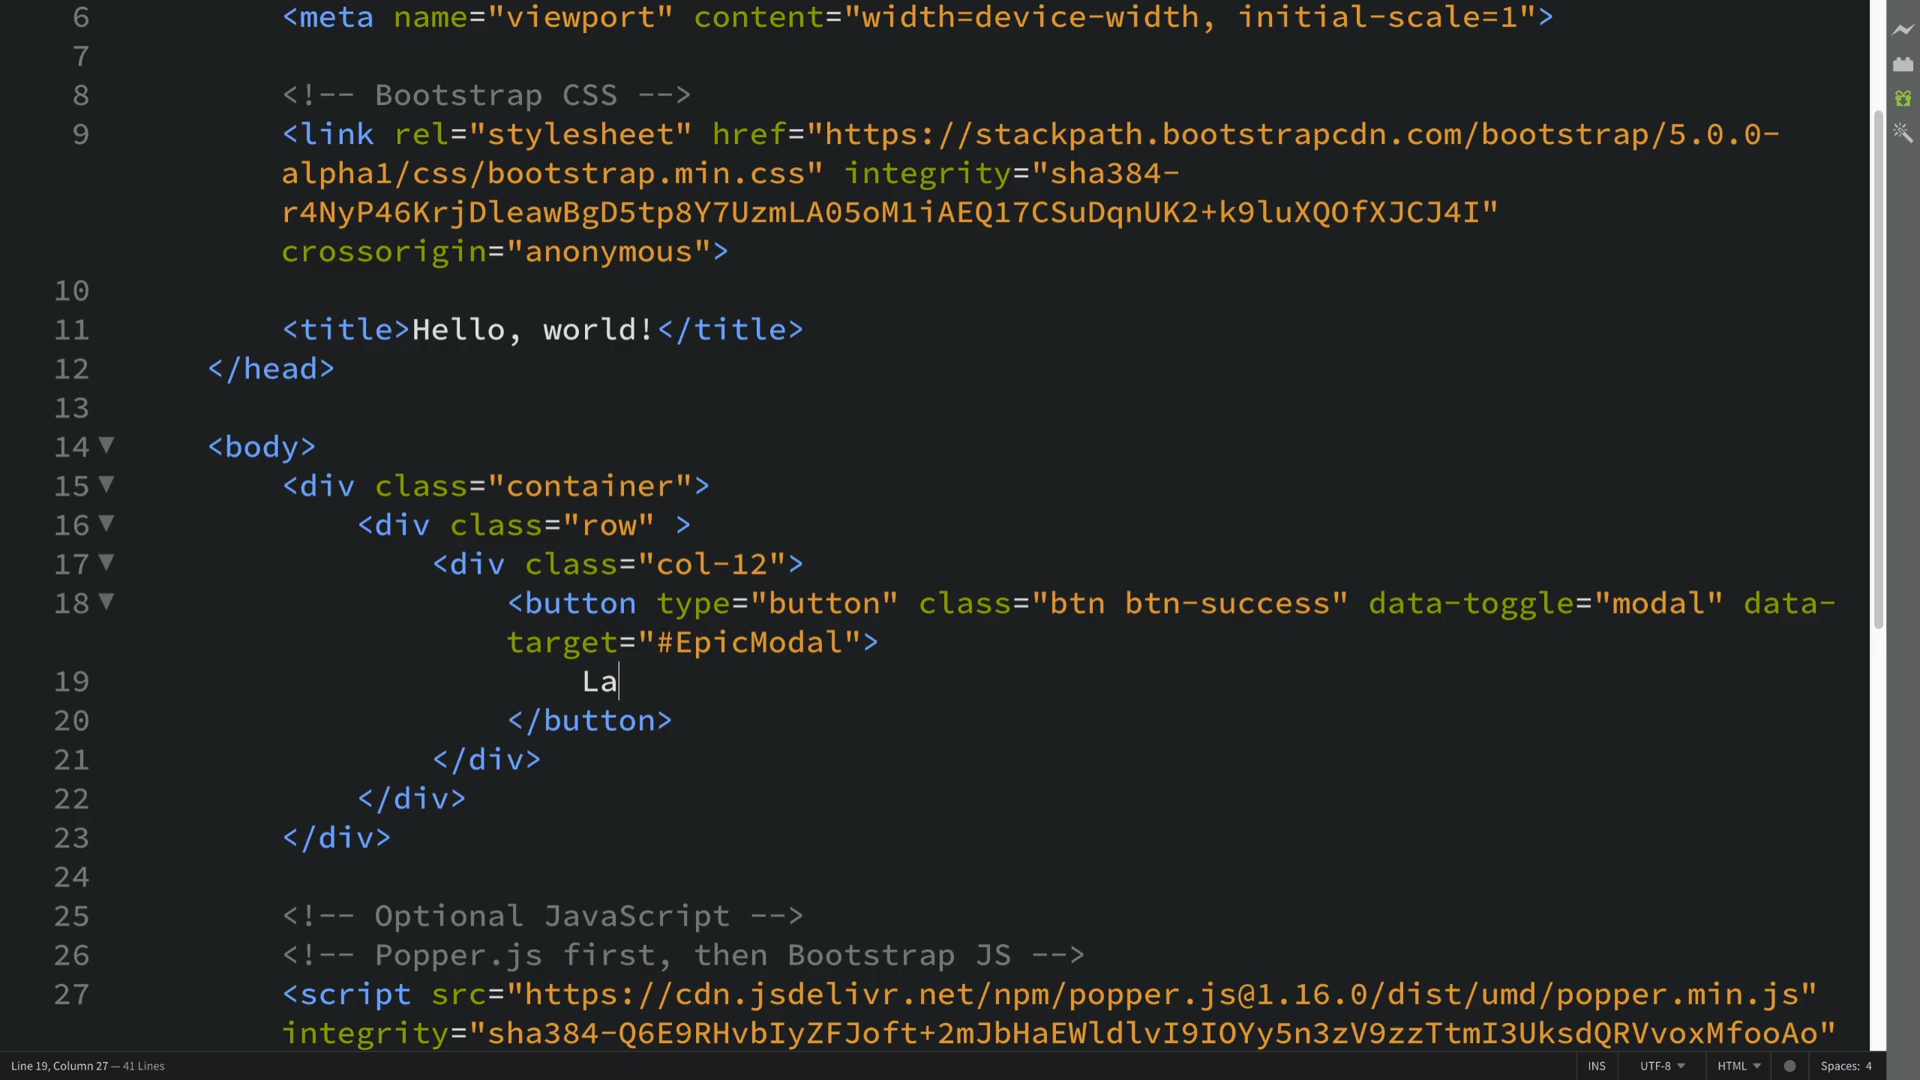 6 <meta name="viewport" content="width=device-width, initial-scale=1">
7
8 <!-- Bootstrap CSS -->
9 <link rel="stylesheet" href="https://stackpath.bootstrapcdn.com/bootstrap/5.0.0-
alpha1/css/bootstrap.min.css" integrity="sha384-
r4NyP46KrjDleawBgD5tp8Y7UzmLA05oM1iAEQ17CSuDqnUK2+k9luXQOfXJCJ4I"
crossorigin="anonymous">
10
11 <title>Hello, world!</title>
12 </head>
13
14 <body>
15 <div class="container">
16 <div class="row" >
17 <div class="col-12">
18 <button type="button" class="btn btn-success" data-toggle="modal" data-
target="#EpicModal">
19 La
20 </button>
21 </div>
22 </div>
23 </div>
24
25 <!-- Optional JavaScript -->
26 <!-- Popper.js first, then Bootstrap JS -->
27 <script src="https://cdn.jsdelivr.net/npm/popper.js@1.16.0/dist/umd/popper.min.js"
integrity="sha384-Q6E9RHvbIyZFJoft+2mJbHaEWldlvI9IOYy5n3zV9zzTtmI3UksdQRVvoxMfooAo"
Line 19, Column 27 — 41 Lines INS UTF-8 HTML Spaces: 4